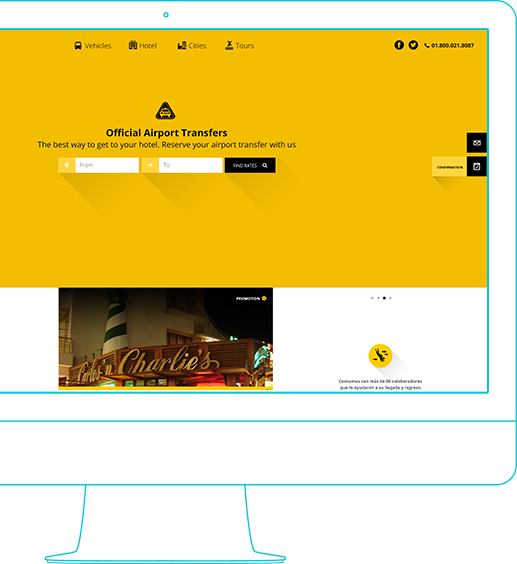 Vehicles Hotel Cities Tours 01.800.021.8087
Official Airport Transfers
The best way to get to your hotel. Reserve your airport transfer with us
From To FIND RATES
CONFIRMATION
PROMOTION
Charlie's
Contamos con más de 88 colaboradores
que le ayudarán a su llegada y regreso.